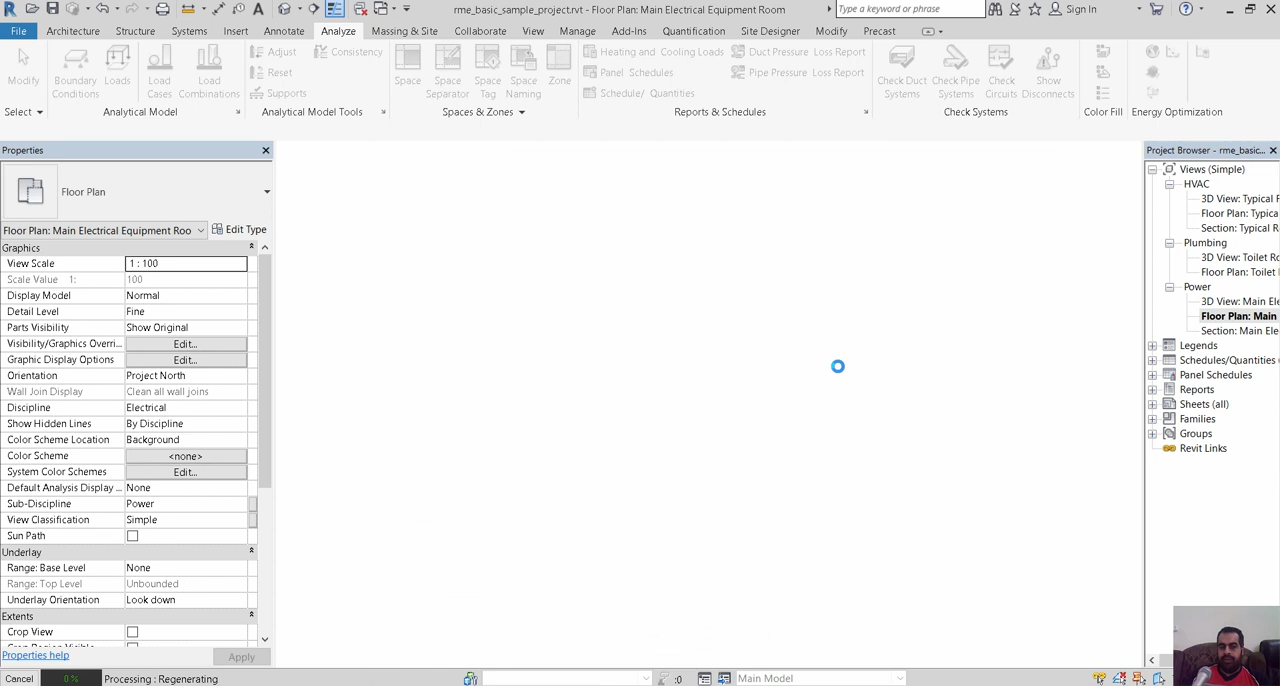 rme_basic_sample_project.rvt - Floor Plan: Main Electrical Equipment Room
Type a keyword or phrase
Sign In
File Architecture Structure Systems Insert Annotate Analyze Massing & Site Collaborate View Manage Add-Ins Quantification Site Designer Modify Precast
Modify
Boundary Conditions
Loads
Load Cases
Load Combinations
Adjust
Reset
Supports
Consistency
Space
Space Separator
Space Tag
Space Naming
Zone
Heating and Cooling Loads
Panel Schedules
Schedule/ Quantities
Duct Pressure Loss Report
Pipe Pressure Loss Report
Check Duct Systems
Check Pipe Systems
Check Circuits
Show Disconnects
Select
Analytical Model
Analytical Model Tools
Spaces & Zones
Reports & Schedules
Check Systems
Color Fill
Energy Optimization
Properties
Floor Plan
Floor Plan: Main Electrical Equipment Roo
Edit Type
Graphics
View Scale 1 : 100
Scale Value 1: 100
Display Model Normal
Detail Level Fine
Parts Visibility Show Original
Visibility/Graphics Overri... Edit...
Graphic Display Options Edit...
Orientation Project North
Wall Join Display Clean all wall joins
Discipline Electrical
Show Hidden Lines By Discipline
Color Scheme Location Background
Color Scheme <none>
System Color Schemes Edit...
Default Analysis Display ... None
Sub-Discipline Power
View Classification Simple
Sun Path
Underlay
Range: Base Level None
Range: Top Level Unbounded
Underlay Orientation Look down
Extents
Crop View
Properties help
Apply
Project Browser - rme_basic...
Views (Simple)
HVAC
3D View: Typical F
Floor Plan: Typica
Section: Typical R
Plumbing
3D View: Toilet Ro
Floor Plan: Toilet
Power
3D View: Main Ele
Floor Plan: Main
Section: Main Ele
Legends
Schedules/Quantities
Panel Schedules
Reports
Sheets (all)
Families
Groups
Revit Links
Cancel
0 %
Processing : Regenerating
:0
Main Model